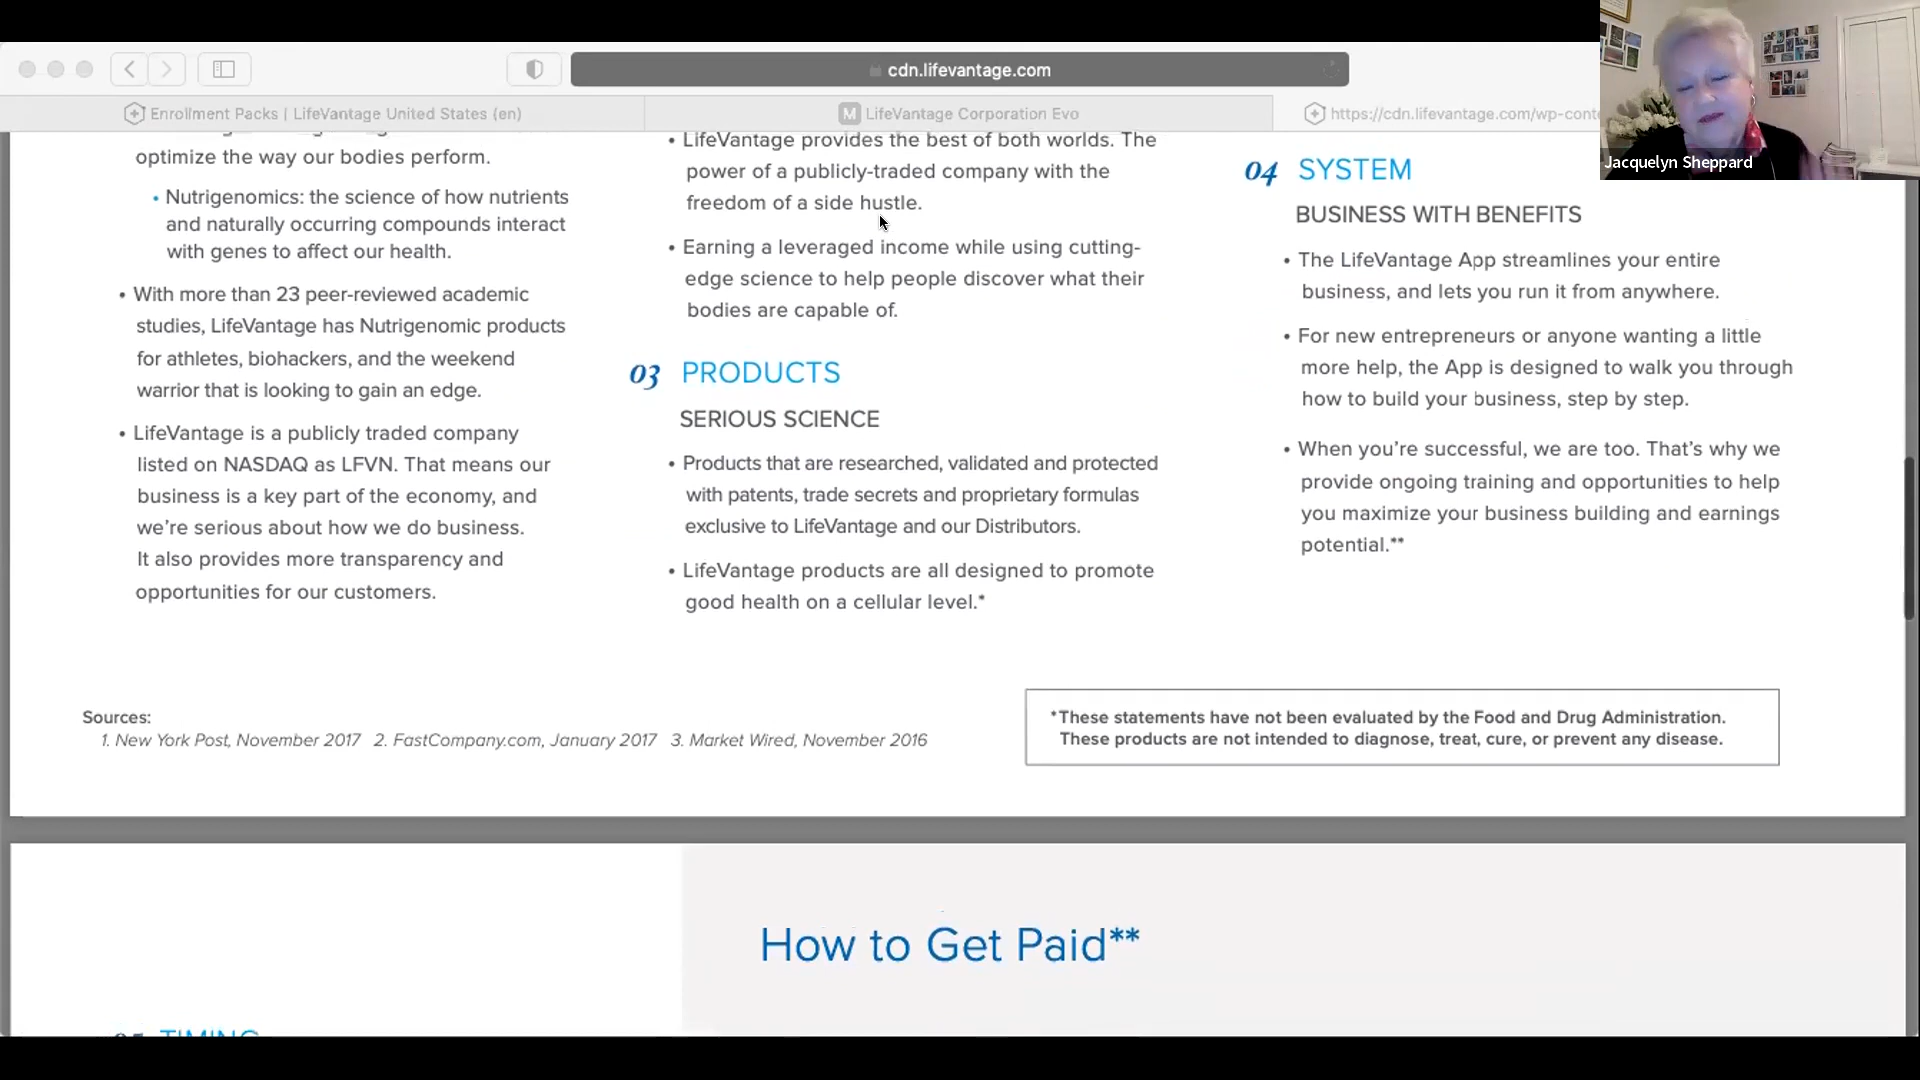 cdn.lifevantage.com
Enrollment Packs | LifeVantage United States (en)
M LifeVantage Corporation Evo
https://cdn.lifevantage.com/wp-conte
Jacquelyn Sheppard
optimize the way our bodies perform.
• Nutrigenomics: the science of how nutrients
and naturally occurring compounds interact
with genes to affect our health.
• With more than 23 peer-reviewed academic
studies, LifeVantage has Nutrigenomic products
for athletes, biohackers, and the weekend
warrior that is looking to gain an edge.
• LifeVantage is a publicly traded company
listed on NASDAQ as LFVN. That means our
business is a key part of the economy, and
we're serious about how we do business.
It also provides more transparency and
opportunities for our customers.
• LifeVantage provides the best of both worlds. The
power of a publicly-traded company with the
freedom of a side hustle.
• Earning a leveraged income while using cutting-
edge science to help people discover what their
bodies are capable of.
03 PRODUCTS
SERIOUS SCIENCE
• Products that are researched, validated and protected
with patents, trade secrets and proprietary formulas
exclusive to LifeVantage and our Distributors.
• LifeVantage products are all designed to promote
good health on a cellular level.*
04 SYSTEM
BUSINESS WITH BENEFITS
• The LifeVantage App streamlines your entire
business, and lets you run it from anywhere.
• For new entrepreneurs or anyone wanting a little
more help, the App is designed to walk you through
how to build your business, step by step.
• When you're successful, we are too. That's why we
provide ongoing training and opportunities to help
you maximize your business building and earnings
potential.**
Sources:
1. New York Post, November 2017 2. FastCompany.com, January 2017 3. Market Wired, November 2016
*These statements have not been evaluated by the Food and Drug Administration.
These products are not intended to diagnose, treat, cure, or prevent any disease.
How to Get Paid**
TIMING